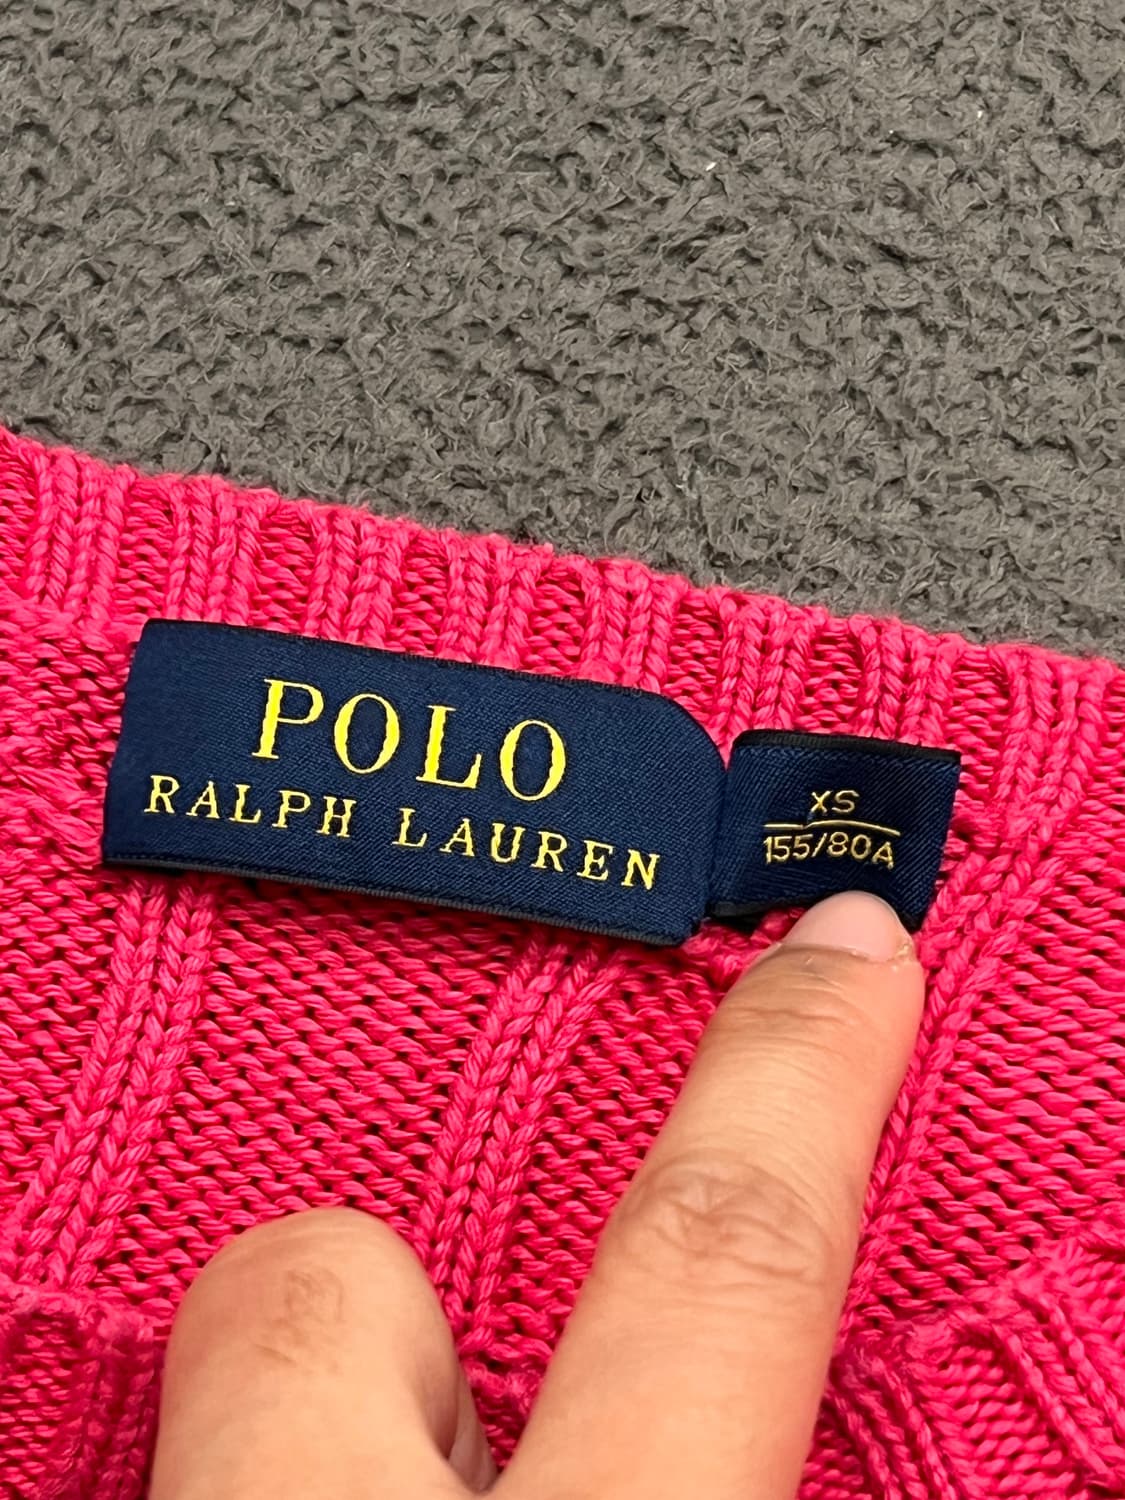 POLO
RALPH LAUREN
XS
155/80A